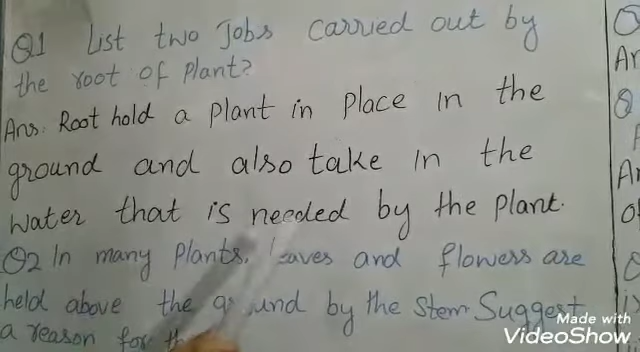 Q1 List two Jobs carried out by
the root of plant?
Ans: Root hold a plant in place in the
ground and also take in the
water that is needed by the plant.
Q2 In many plants, leaves and flowers are
held above the ground by the stem Suggest
a reason for
Q
An
Q
An
Made with
VideoShow